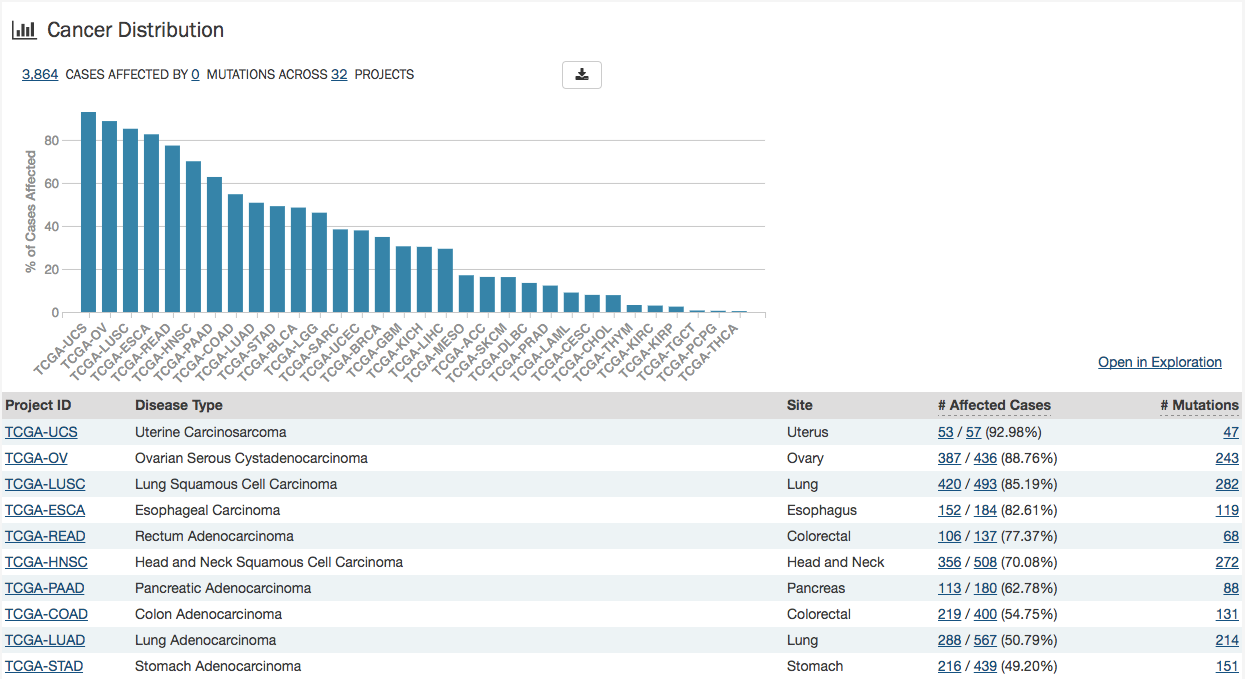 Cancer Distribution
3,864 CASES AFFECTED BY 0 MUTATIONS ACROSS 32 PROJECTS
% of Cases Affected
80
60
40
20
0
TCGA-UCS
TCGA-OV
TCGA-LUSC
TCGA-ESCA
TCGA-READ
TCGA-HNSC
TCGA-PAAD
TCGA-COAD
TCGA-LUAD
TCGA-STAD
TCGA-BLCA
TCGA-LGG
TCGA-SARC
TCGA-UCEC
TCGA-BRCA
TCGA-GBM
TCGA-KICH
TCGA-LIHC
TCGA-MESO
TCGA-ACC
TCGA-SKCM
TCGA-DLBC
TCGA-PRAD
TCGA-LAML
TCGA-CESC
TCGA-CHOL
TCGA-THYM
TCGA-KIRC
TCGA-KIRP
TCGA-TGCT
TCGA-PCPG
TCGA-THCA
Open in Exploration
Project ID Disease Type Site # Affected Cases # Mutations
TCGA-UCS Uterine Carcinosarcoma Uterus 53 / 57 (92.98%) 47
TCGA-OV Ovarian Serous Cystadenocarcinoma Ovary 387 / 436 (88.76%) 243
TCGA-LUSC Lung Squamous Cell Carcinoma Lung 420 / 493 (85.19%) 282
TCGA-ESCA Esophageal Carcinoma Esophagus 152 / 184 (82.61%) 119
TCGA-READ Rectum Adenocarcinoma Colorectal 106 / 137 (77.37%) 68
TCGA-HNSC Head and Neck Squamous Cell Carcinoma Head and Neck 356 / 508 (70.08%) 272
TCGA-PAAD Pancreatic Adenocarcinoma Pancreas 113 / 180 (62.78%) 88
TCGA-COAD Colon Adenocarcinoma Colorectal 219 / 400 (54.75%) 131
TCGA-LUAD Lung Adenocarcinoma Lung 288 / 567 (50.79%) 214
TCGA-STAD Stomach Adenocarcinoma Stomach 216 / 439 (49.20%) 151